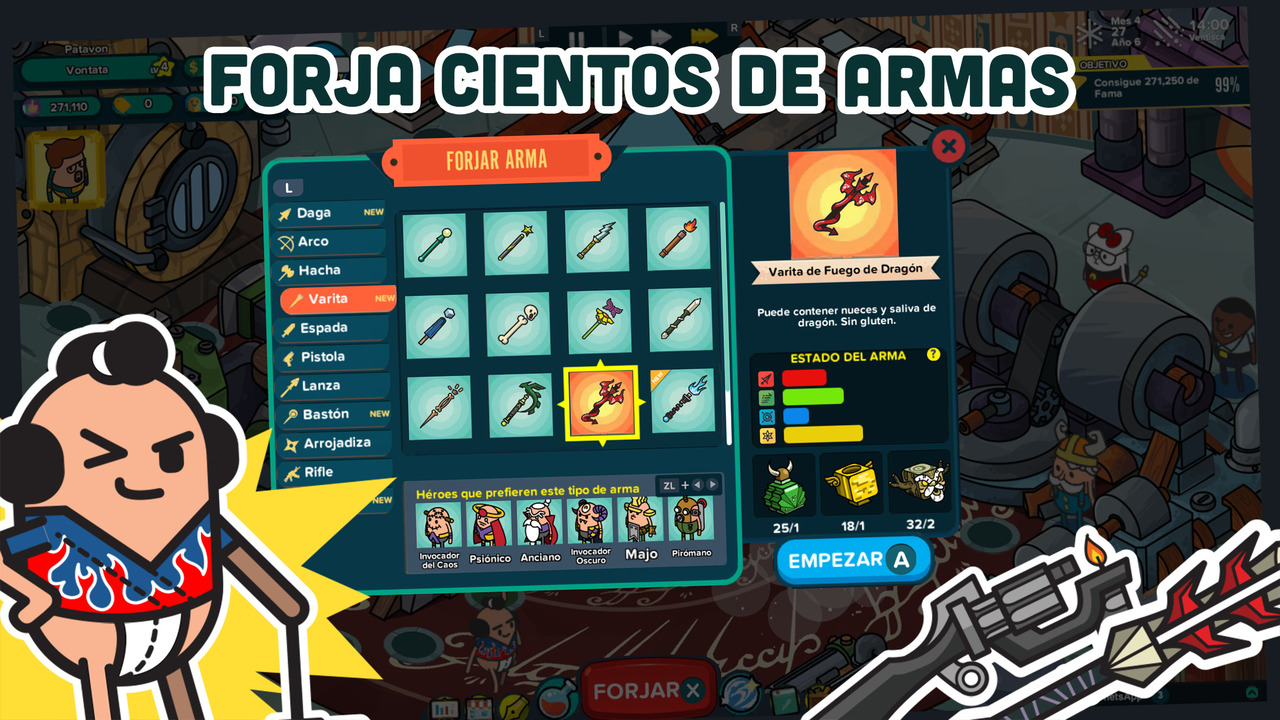 FORJA CIENTOS DE ARMAS
Patavon
Vontata
LV 4
271,110
0
L
R
Mes 4
27
Año 6
14:00
Ventisca
OBJETIVO
Consigue 271,250 de
Fama
99%
FORJAR ARMA
L
Daga NEW
Arco
Hacha
Varita NEW
Espada
Pistola
Lanza
Bastón NEW
Arrojadiza
Rifle
NEW
Héroes que prefieren este tipo de arma
ZL +
Invocador
del Caos
Psiónico
Anciano
Invocador
Oscuro
Majo
Pirómano
Varita de Fuego de Dragón
Puede contener nueces y saliva de
dragón. Sin gluten.
ESTADO DEL ARMA ?
25/1
18/1
32/2
EMPEZAR A
FORJAR X